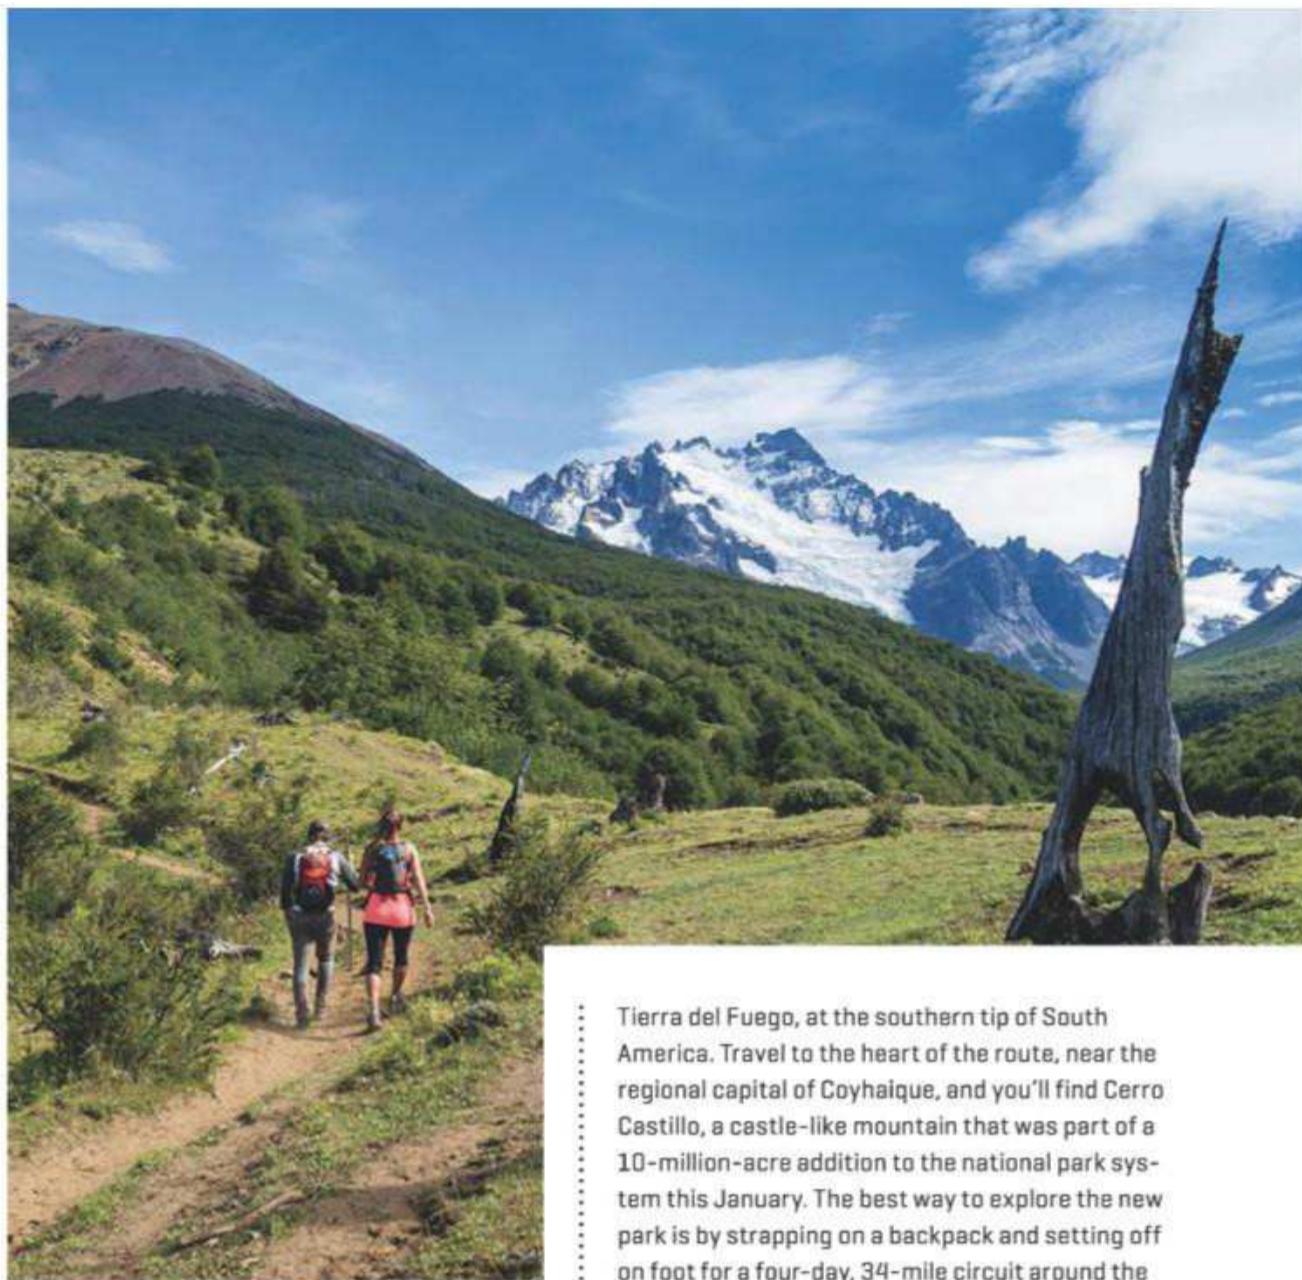 Tierra del Fuego, at the southern tip of South
America. Travel to the heart of the route, near the
regional capital of Coyhaique, and you'll find Cerro
Castillo, a castle-like mountain that was part of a
10-million-acre addition to the national park sys-
tem this January. The best way to explore the new
park is by strapping on a backpack and setting off
on foot for a four-day, 34-mile circuit around the